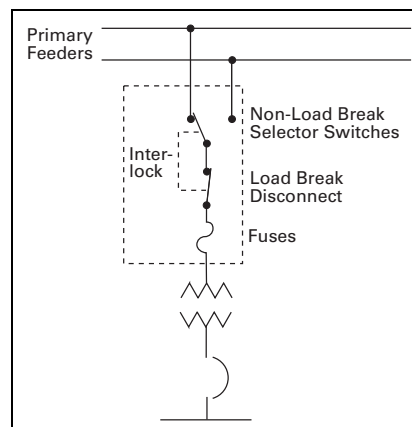 Primary
Feeders
Non-Load Break
Selector Switches
Inter-
lock
Load Break
Disconnect
Fuses